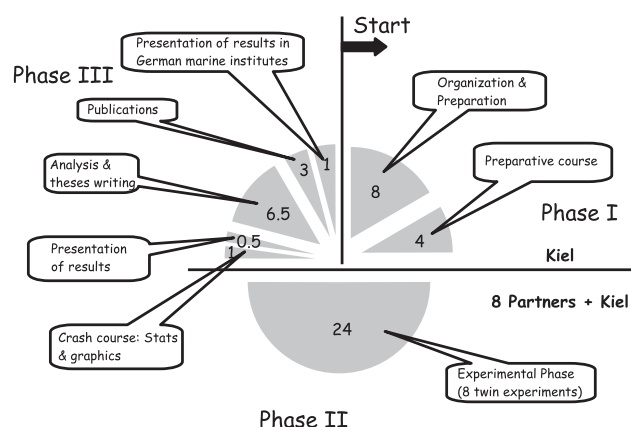 Start
Presentation of results in
German marine institutes
Phase III
Organization &
Preparation
Publications
Preparative course
Analysis &
theses writing
3
1
8
6.5
Phase I
4
0.5
1
Presentation
of results
Kiel
8 Partners + Kiel
24
Crash course: Stats
& graphics
Experimental Phase
(8 twin experiments)
Phase II